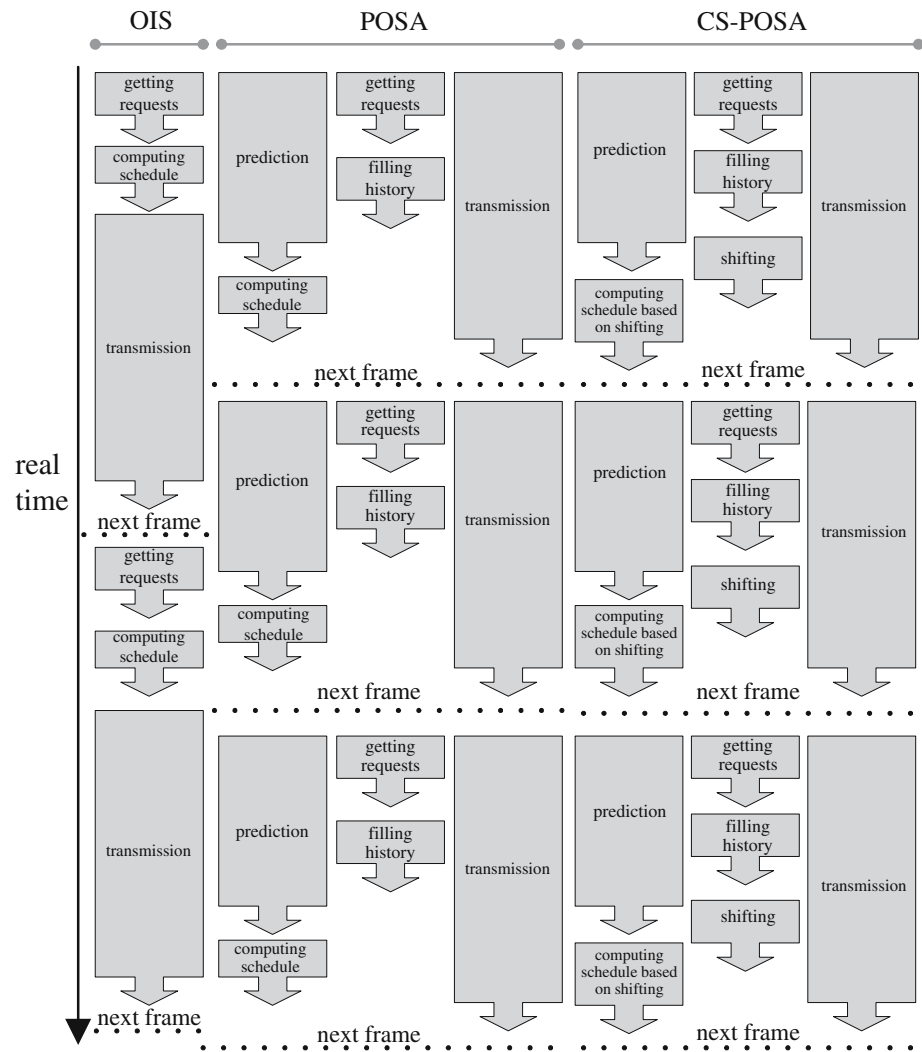 OIS
POSA
CS-POSA
real
time
getting
requests
computing
schedule
transmission
next frame
getting
requests
computing
schedule
transmission
next frame
prediction
computing
schedule
getting
requests
filling
history
transmission
next frame
prediction
computing
schedule
getting
requests
filling
history
transmission
next frame
prediction
computing
schedule
getting
requests
filling
history
transmission
next frame
prediction
computing
schedule based
on shifting
getting
requests
filling
history
shifting
transmission
next frame
prediction
computing
schedule based
on shifting
getting
requests
filling
history
shifting
transmission
next frame
prediction
computing
schedule based
on shifting
getting
requests
filling
history
shifting
transmission
next frame